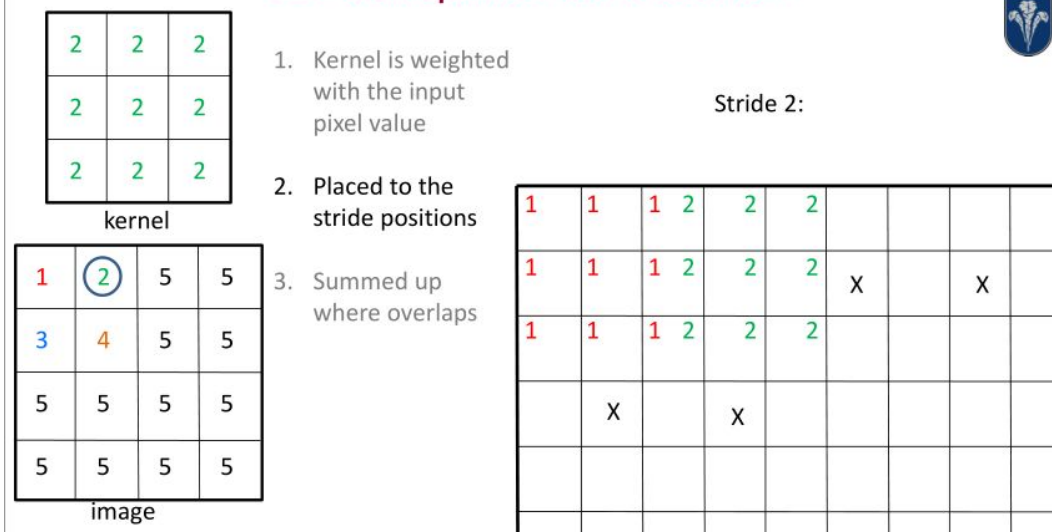 2 2 2
2 2 2
2 2 2
kernel
1 2 5 5
3 4 5 5
5 5 5 5
5 5 5 5
image
1. Kernel is weighted
with the input
pixel value
2. Placed to the
stride positions
3. Summed up
where overlaps
Stride 2:
1 1 1 2 2 2
1 1 1 2 2 2 X X
1 1 1 2 2 2
X X